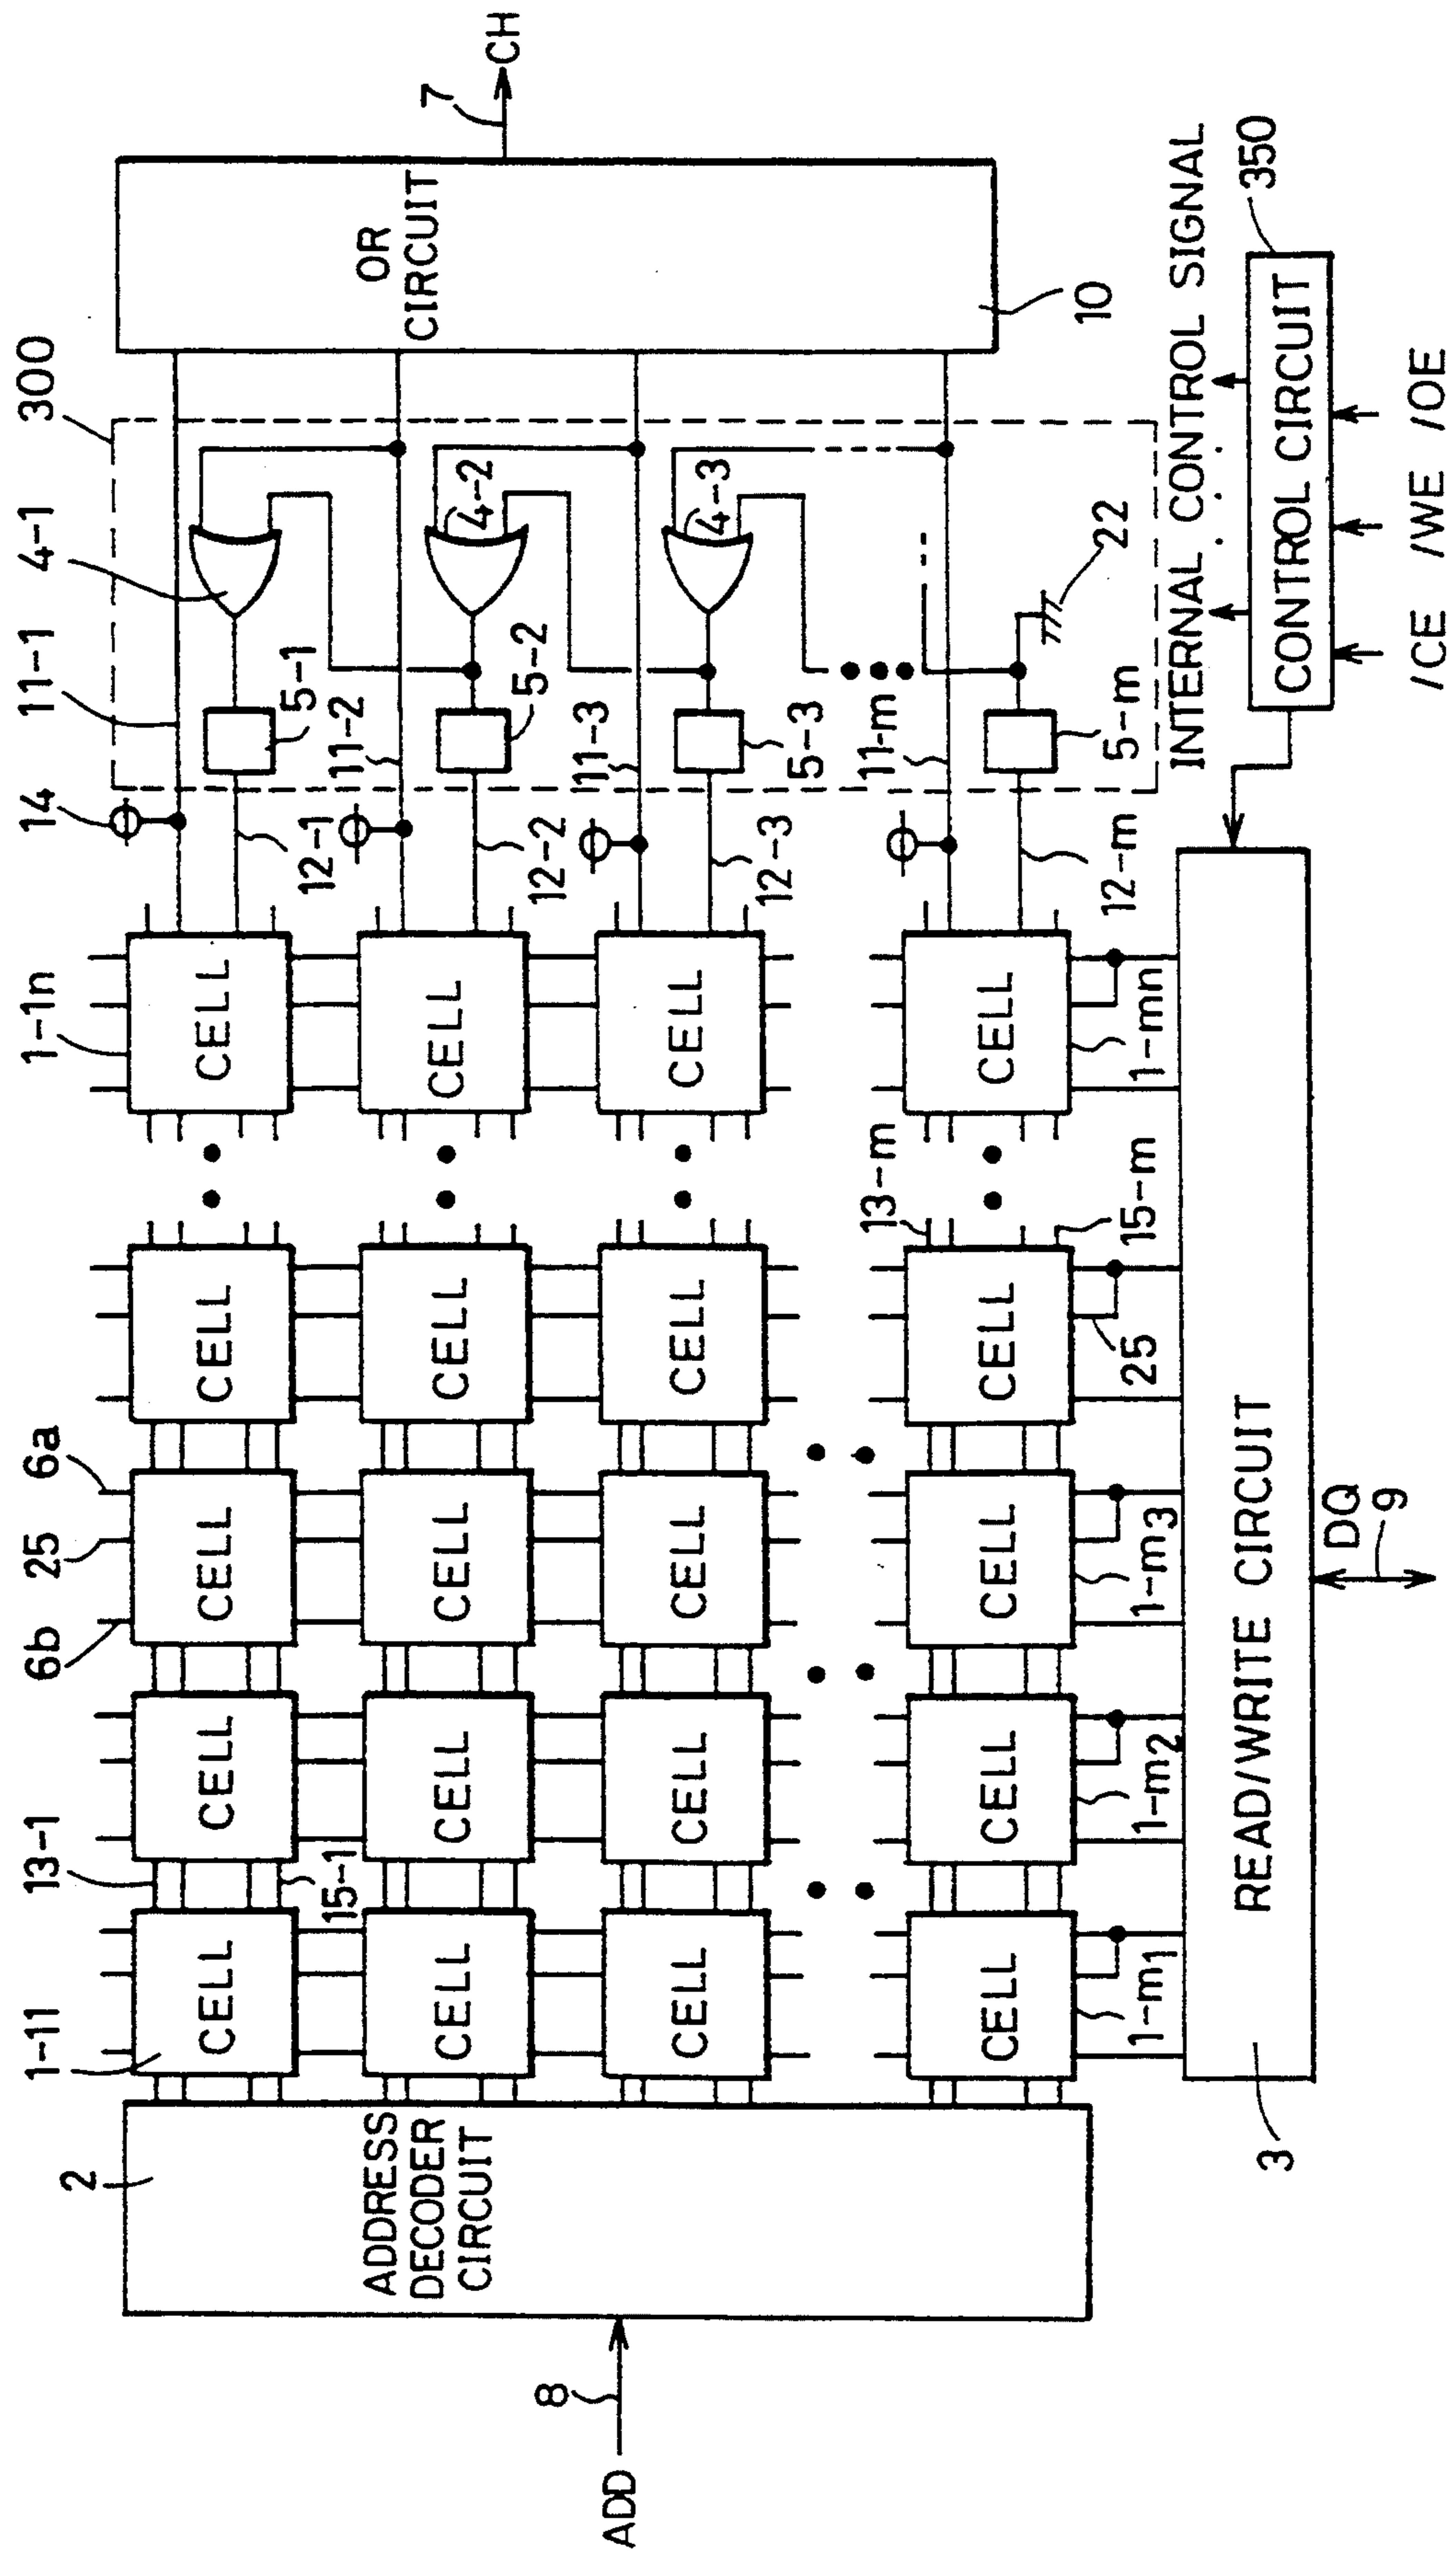 300
4-1
11-1
14
1-1n
6a
25
6b
13-1
1-11
2
7
CH
OR
CIRCUIT
10
4-2
4-3
22
5-1
5-2
5-3
5-m
11-2
11-3
11-m
12-1
12-2
12-3
12-m
CELL CELL CELL CELL CELL
CELL CELL CELL CELL CELL
CELL CELL CELL CELL CELL
CELL CELL CELL CELL CELL
15-1
13-m
15-m
25
1-m1
1-m2
1-m3
1-mn
ADDRESS
DECODER
CIRCUIT
ADD
8
READ/WRITE CIRCUIT
3
DQ
9
INTERNAL CONTROL SIGNAL
CONTROL CIRCUIT
350
/CE /WE /OE